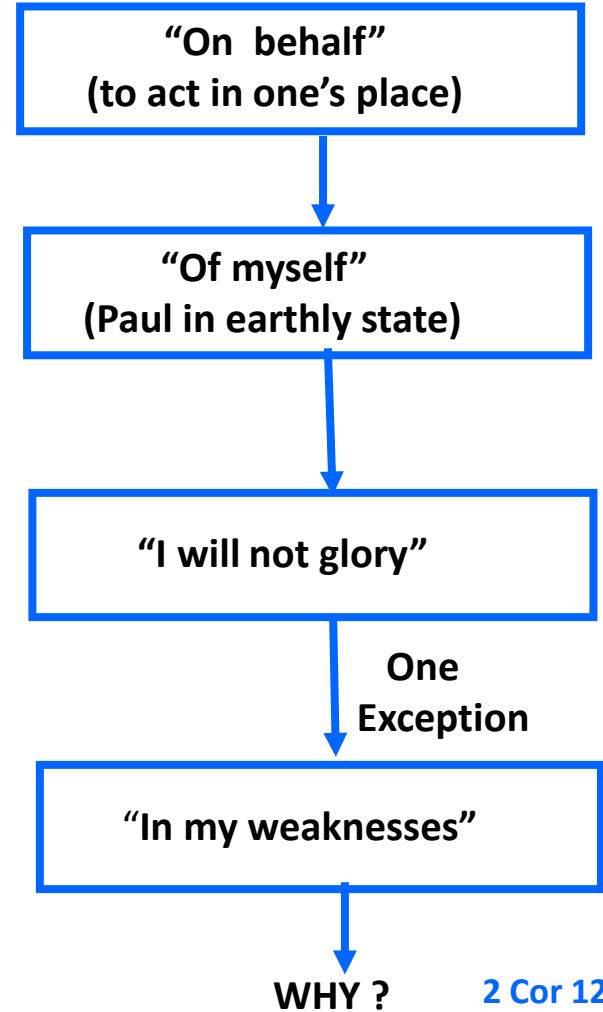 “On behalf”
(to act in one’s place)
“Of myself”
(Paul in earthly state)
“I will not glory”
One
Exception
“In my weaknesses”
WHY ?
2 Cor 12